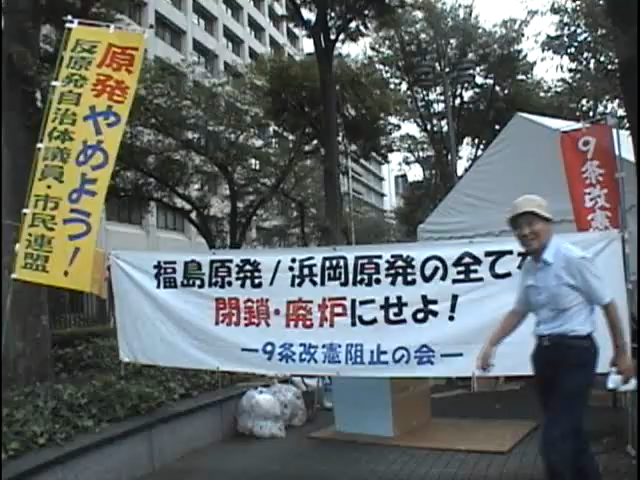 原発やめよう!
反原発自治体議員・市民連盟
福島原発/浜岡原発の全て
閉鎖・廃炉にせよ!
ー9条改憲阻止の会ー
9条改憲